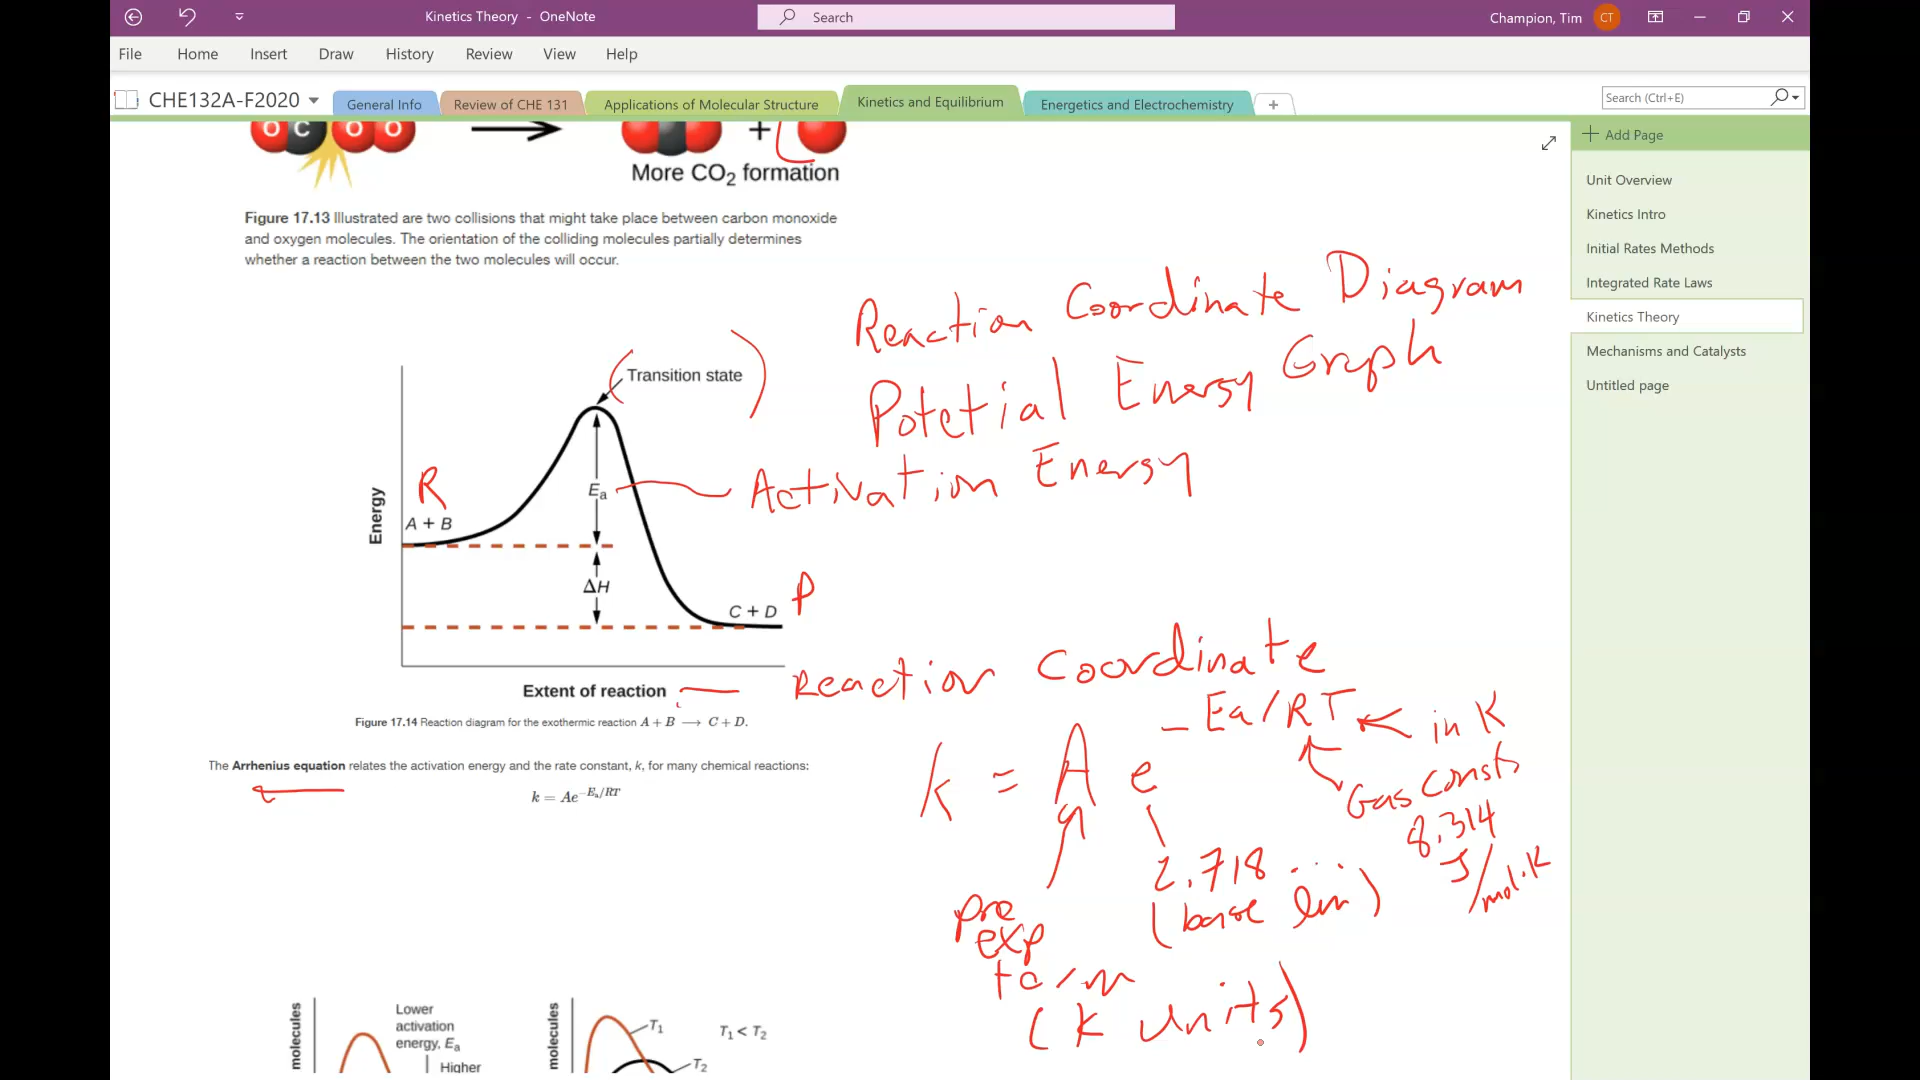 Kinetics Theory - OneNote
Search
Champion, Tim
CT
File Home Insert Draw History Review View Help
CHE132A-F2020
General Info
Review of CHE 131
Applications of Molecular Structure
Kinetics and Equilibrium
Energetics and Electrochemistry
+
Search (Ctrl+E)
Add Page
Unit Overview
Kinetics Intro
Initial Rates Methods
Integrated Rate Laws
Kinetics Theory
Mechanisms and Catalysts
Untitled page
O C O O
+
More CO₂ formation
Figure 17.13 Illustrated are two collisions that might take place between carbon monoxide
and oxygen molecules. The orientation of the colliding molecules partially determines
whether a reaction between the two molecules will occur.
Reaction Coordinate Diagram
Potetial Energy Graph
(Transition state)
Activation Energy
R
Eₐ
A + B
Energy
ΔH
C + D
P
Extent of reaction
Reaction Coordinate
Figure 17.14 Reaction diagram for the exothermic reaction A + B ⟶ C + D.
The Arrhenius equation relates the activation energy and the rate constant, k, for many chemical reactions:
k = Ae^−Eₐ/RT
k = A e^−Ea/RT
in K
Gas const
8.314
J/mol·K
2.718...
(base ln)
pre
exp
term
(k units)
molecules
Lower
activation
energy, Eₐ
Higher
molecules
T₁
T₁ < T₂
T₂